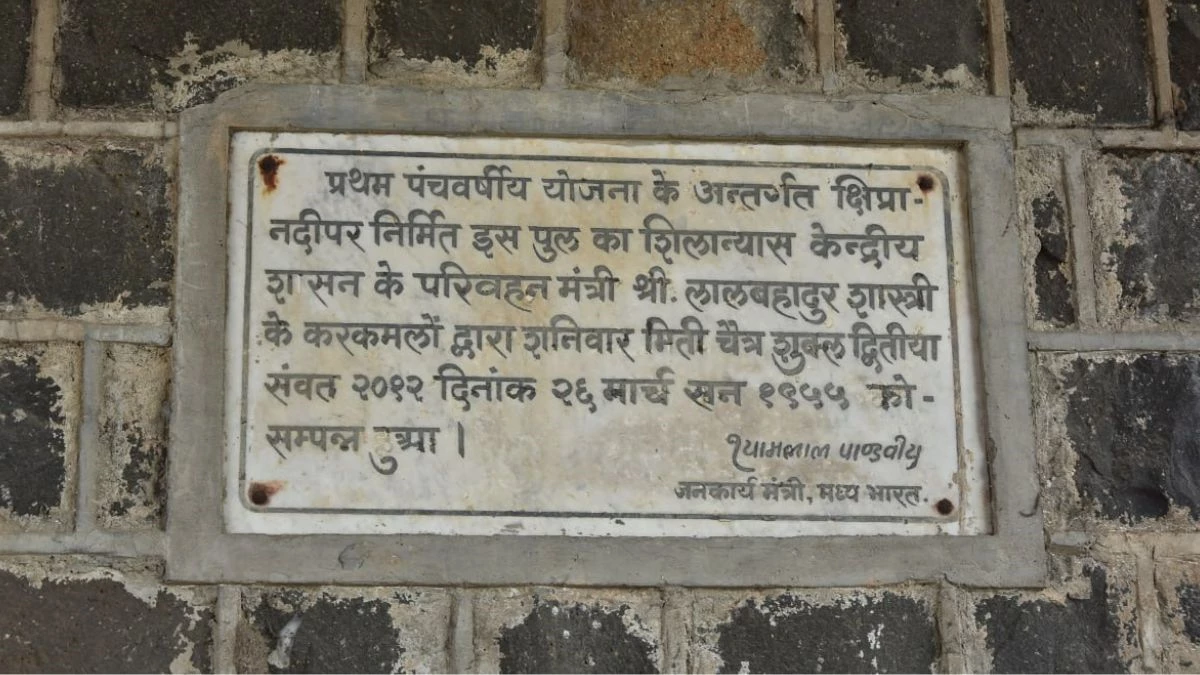 प्रथम पंचवर्षीय योजना के अन्तर्गत क्षिप्रा-
नदीपर निर्मित इस पुल का शिलान्यास केन्द्रीय
शासन के परिवहन मंत्री श्री. लालबहादुर शास्त्री
के करकमलों द्वारा शनिवार मिती चैत्र शुक्ल द्वितीया
संवत २०१२ दिनांक २६ मार्च सन १९५५ को-
सम्पन्न हुआ ।
श्यामलाल पाण्डवीय
जनकार्य मंत्री, मध्य भारत.